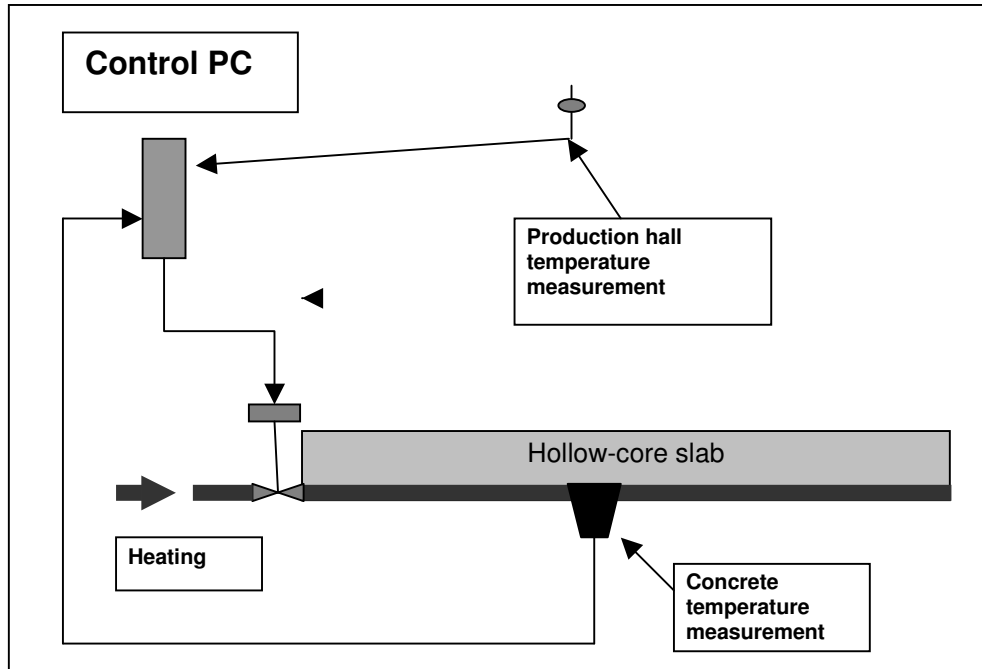 Control PC
Production hall
temperature
measurement
Hollow-core slab
Heating
Concrete
temperature
measurement